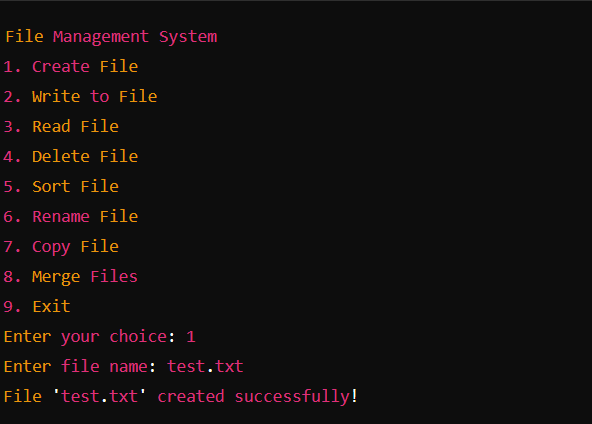 File Management System
1. Create File
2. Write to File
3. Read File
4. Delete File
5. Sort File
6. Rename File
7. Copy File
8. Merge Files
9. Exit
Enter your choice: 1
Enter file name: test.txt
File 'test.txt' created successfully!